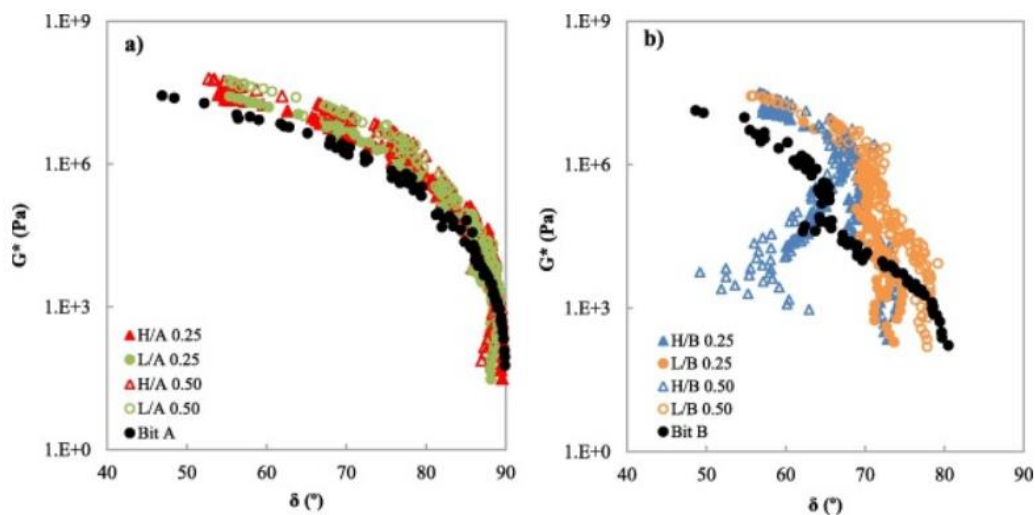 1.E+9
a)
1.E+6
G* (Pa)
1.E+3
H/A 0.25
L/A 0.25
H/A 0.50
L/A 0.50
Bit A
1.E+0
40 50 60 70 80 90
δ (º)
1.E+9
b)
1.E+6
G* (Pa)
1.E+3
H/B 0.25
L/B 0.25
H/B 0.50
L/B 0.50
Bit B
1.E+0
40 50 60 70 80 90
δ (º)